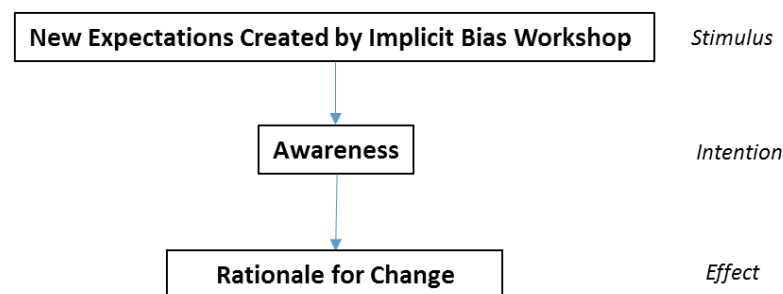 New Expectations Created by Implicit Bias Workshop
Stimulus
Awareness
Intention
Rationale for Change
Effect